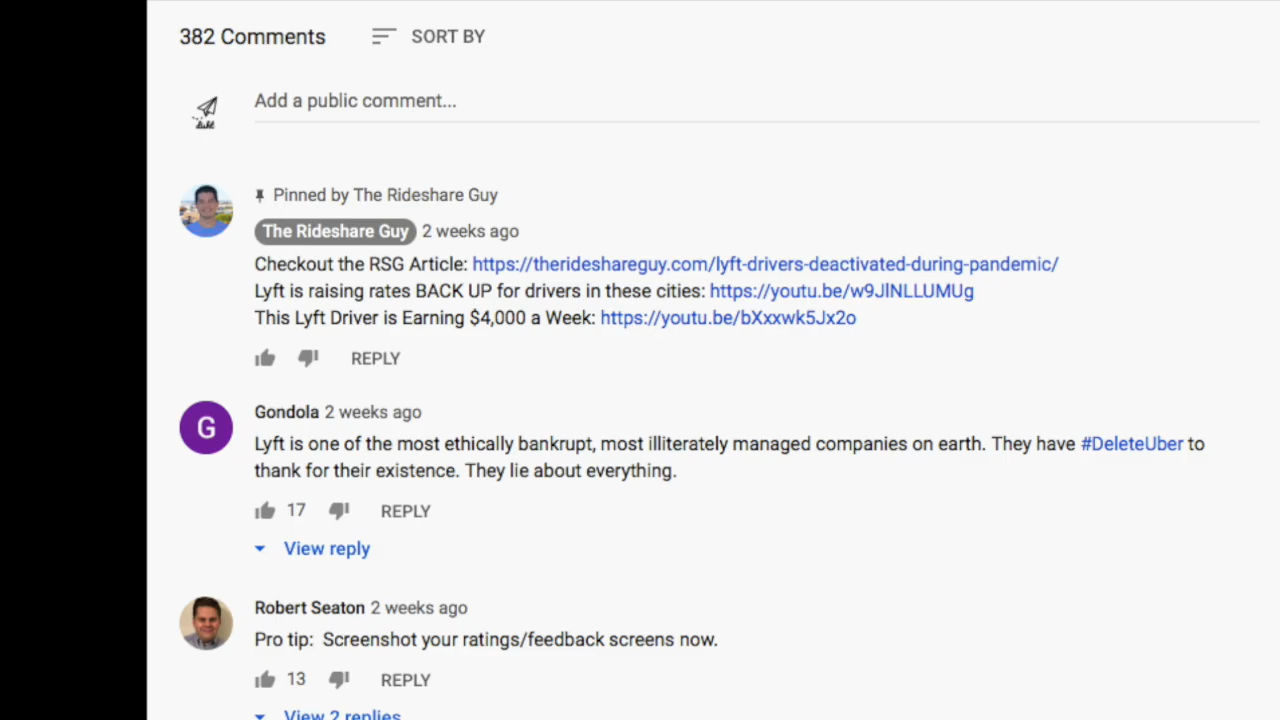 382 Comments
SORT BY
Add a public comment...
Pinned by The Rideshare Guy
The Rideshare Guy 2 weeks ago
Checkout the RSG Article: https://therideshareguy.com/lyft-drivers-deactivated-during-pandemic/
Lyft is raising rates BACK UP for drivers in these cities: https://youtu.be/w9JlNLLUMUg
This Lyft Driver is Earning $4,000 a Week: https://youtu.be/bXxxwk5Jx2o
REPLY
G
Gondola 2 weeks ago
Lyft is one of the most ethically bankrupt, most illiterately managed companies on earth. They have #DeleteUber to
thank for their existence. They lie about everything.
17 REPLY
View reply
Robert Seaton 2 weeks ago
Pro tip: Screenshot your ratings/feedback screens now.
13 REPLY
View 2 replies